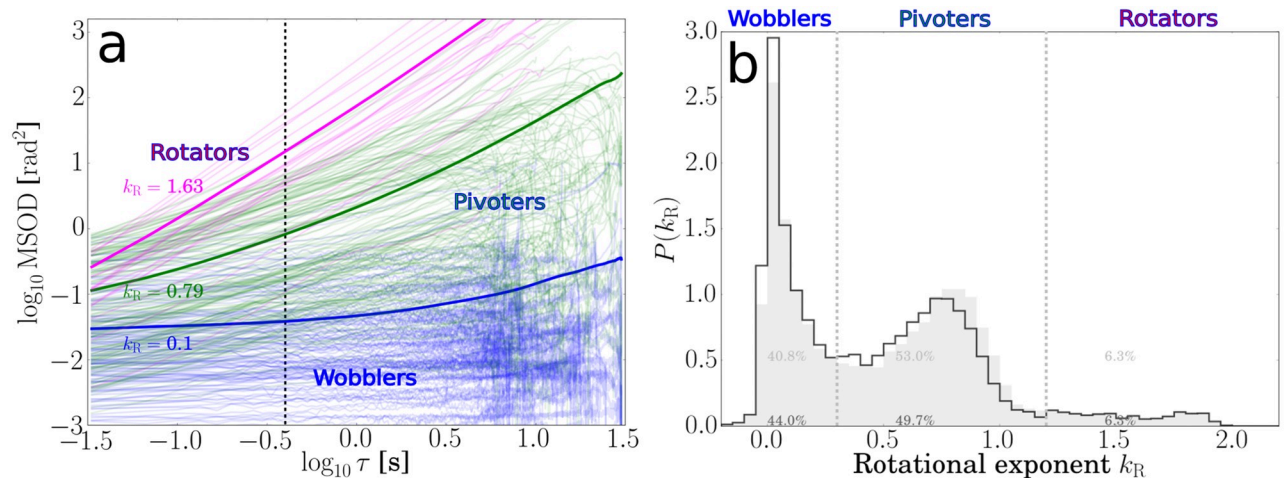 a
Rotators
k_R = 1.63
Pivoters
k_R = 0.79
k_R = 0.1
Wobblers
log₁₀ MSOD [rad²]
3
2
1
0
−1
−2
−3
−1.5 −1.0 −0.5 0.0 0.5 1.0 1.5
log₁₀ τ [s]
Wobblers Pivoters Rotators
b
P(k_R)
3.0
2.5
2.0
1.5
1.0
0.5
0.0
40.8% 53.0% 6.3%
44.0% 49.7% 6.3%
0.0 0.5 1.0 1.5 2.0
Rotational exponent k_R